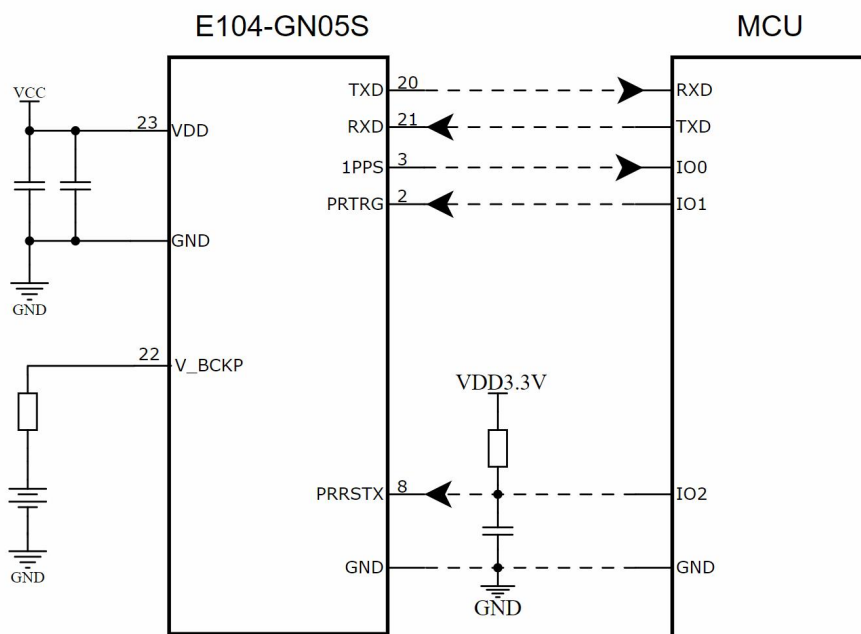 E104-GN05S
MCU
VCC
23
VDD
GND
GND
22
V_BCKP
GND
TXD
20
RXD
RXD
21
TXD
1PPS
3
IO0
PRTRG
2
IO1
VDD3.3V
PRRSTX
8
IO2
GND
GND
GND